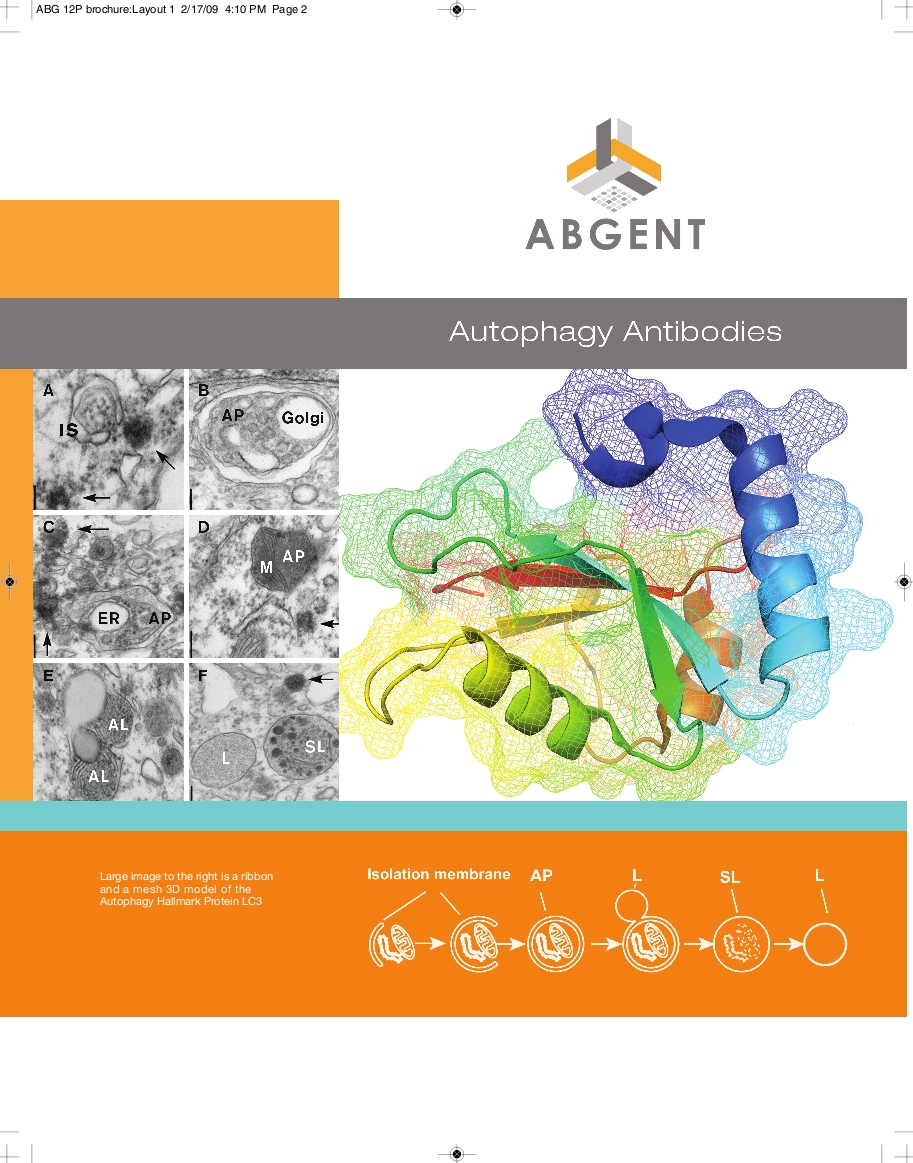 ABG 12P brochure:Layout 1 2/17/09 4:10 PM Page 2
ABGENT
Autophagy Antibodies
A
IS
B
AP
Golgi
C
ER
AP
D
M
AP
E
AL
AL
F
L
SL
Large image to the right is a ribbon
and a mesh 3D model of the
Autophagy Hallmark Protein LC3
Isolation membrane AP L SL L